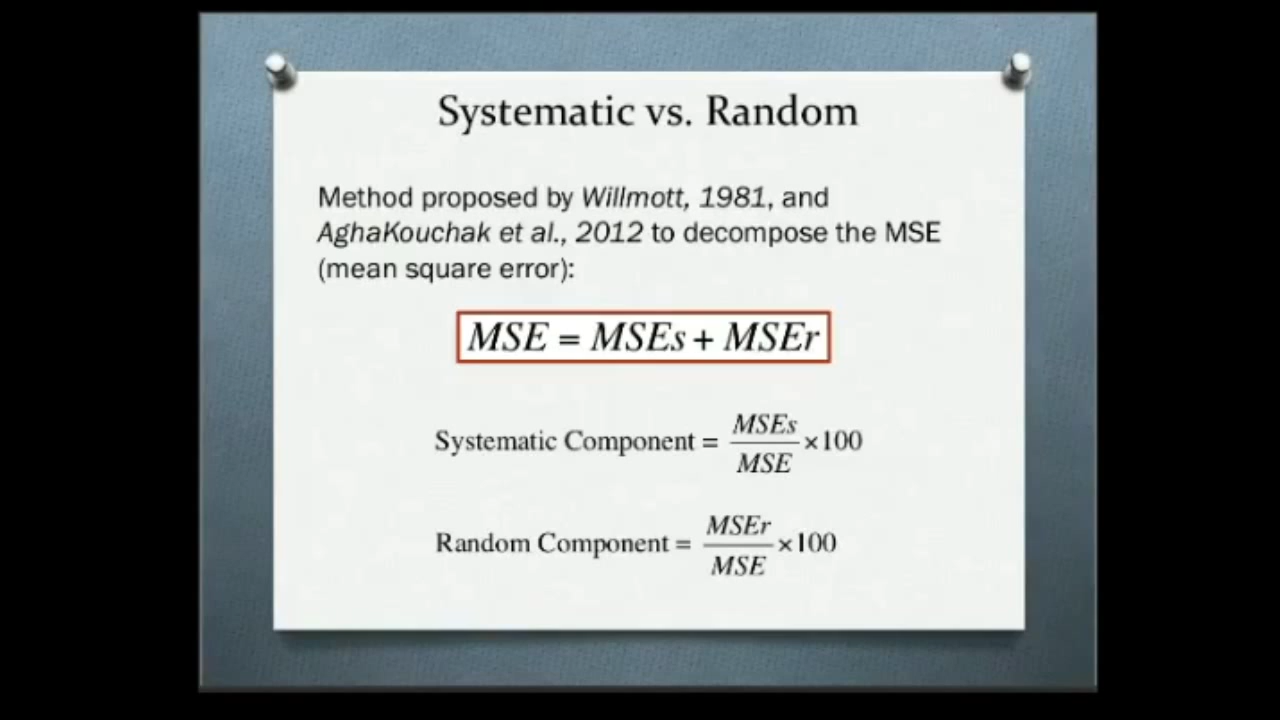 Systematic vs. Random
Method proposed by Willmott, 1981, and
AghaKouchak et al., 2012 to decompose the MSE
(mean square error):
MSE = MSEs + MSEr
Systematic Component = MSEs / MSE ×100
Random Component = MSEr / MSE ×100